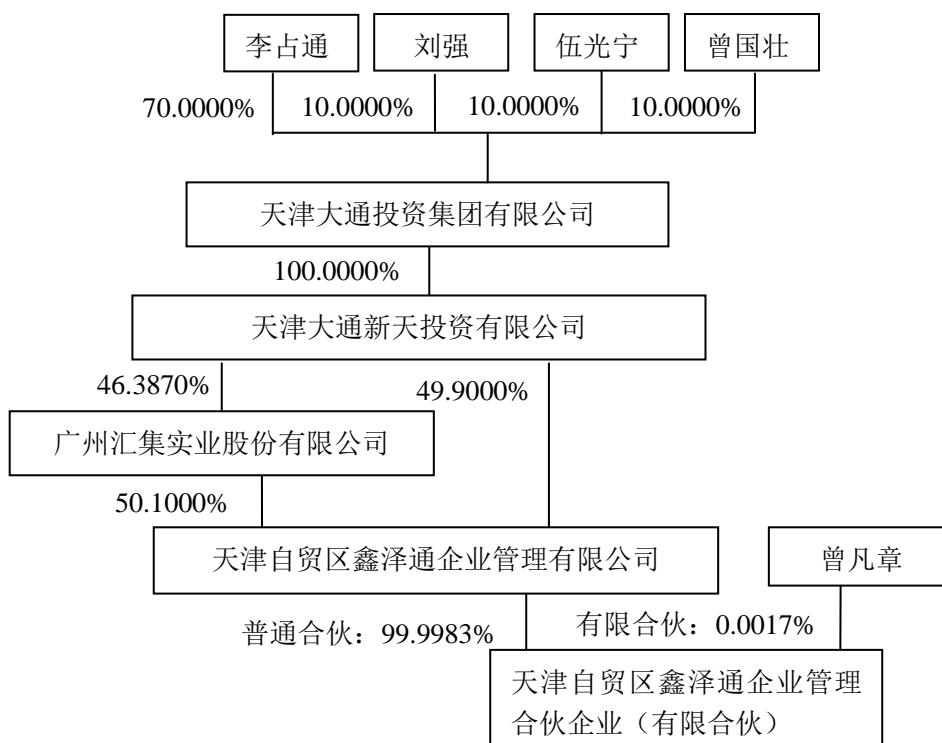 李占通
刘强
伍光宁
曾国壮
70.0000%
10.0000%
10.0000%
10.0000%
天津大通投资集团有限公司
100.0000%
天津大通新天投资有限公司
46.3870%
49.9000%
广州汇集实业股份有限公司
50.1000%
天津自贸区鑫泽通企业管理有限公司
曾凡章
普通合伙：99.9983%
有限合伙：0.0017%
天津自贸区鑫泽通企业管理
合伙企业（有限合伙）